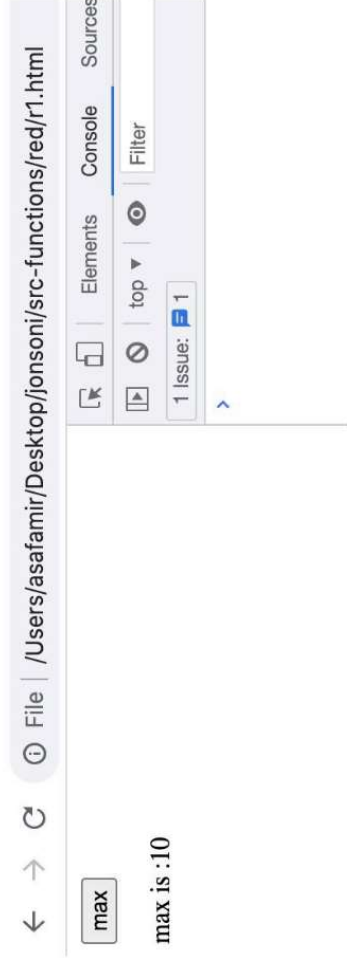 File | /Users/asafamir/Desktop/jonsoni/src-functions/red/r1.html
max
max is :10
Elements Console Sources
top Filter
1 Issue: 1